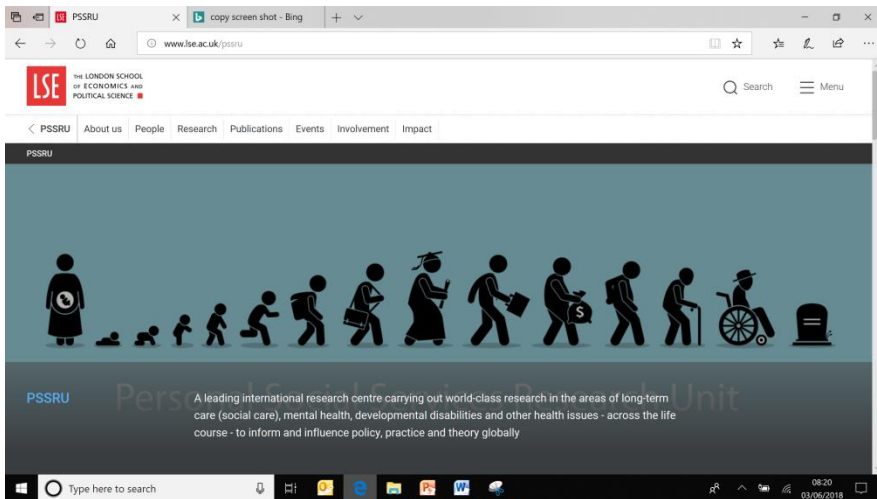 PSSRU
copy screen shot - Bing
www.lse.ac.uk/pssru
LSE
THE LONDON SCHOOL
OF ECONOMICS AND
POLITICAL SCIENCE
Search
Menu
PSSRU About us People Research Publications Events Involvement Impact
PSSRU
$
PSSRU
Personal Social Services Research Unit
A leading international research centre carrying out world-class research in the areas of long-term
care (social care), mental health, developmental disabilities and other health issues - across the life
course - to inform and influence policy, practice and theory globally
Type here to search
08:20
03/06/2018